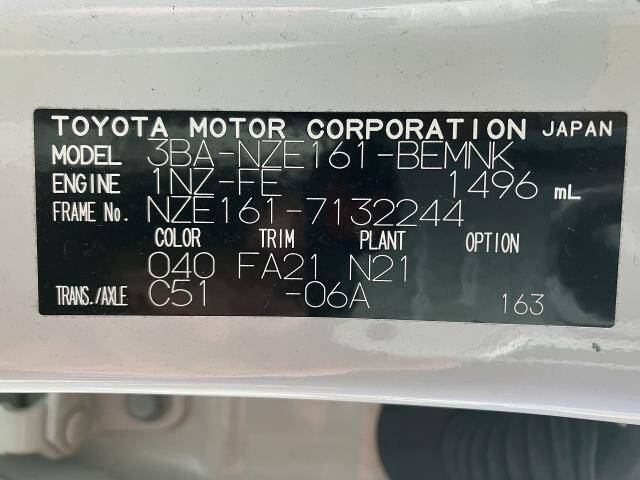 TOYOTA MOTOR CORPORATION JAPAN
MODEL 3BA-NZE161-BEMNK
ENGINE 1NZ-FE 1496 mL
FRAME No. NZE161-7132244
COLOR TRIM PLANT OPTION
040 FA21 N21
TRANS./AXLE C51 -06A 163